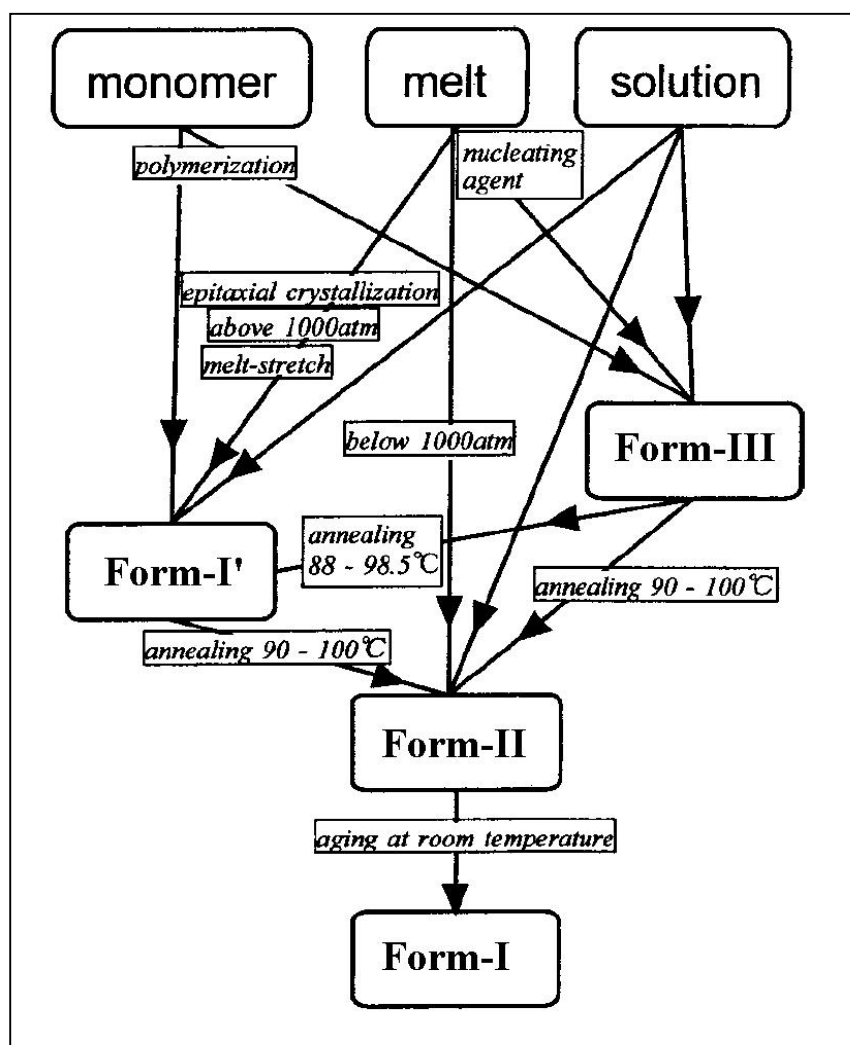 monomer
melt
solution
polymerization
nucleating
agent
epitaxial crystallization
above 1000atm
melt-stretch
below 1000atm
Form-III
annealing
88 - 98.5℃
Form-I'
annealing 90 - 100℃
annealing 90 - 100℃
Form-II
aging at room temperature
Form-I